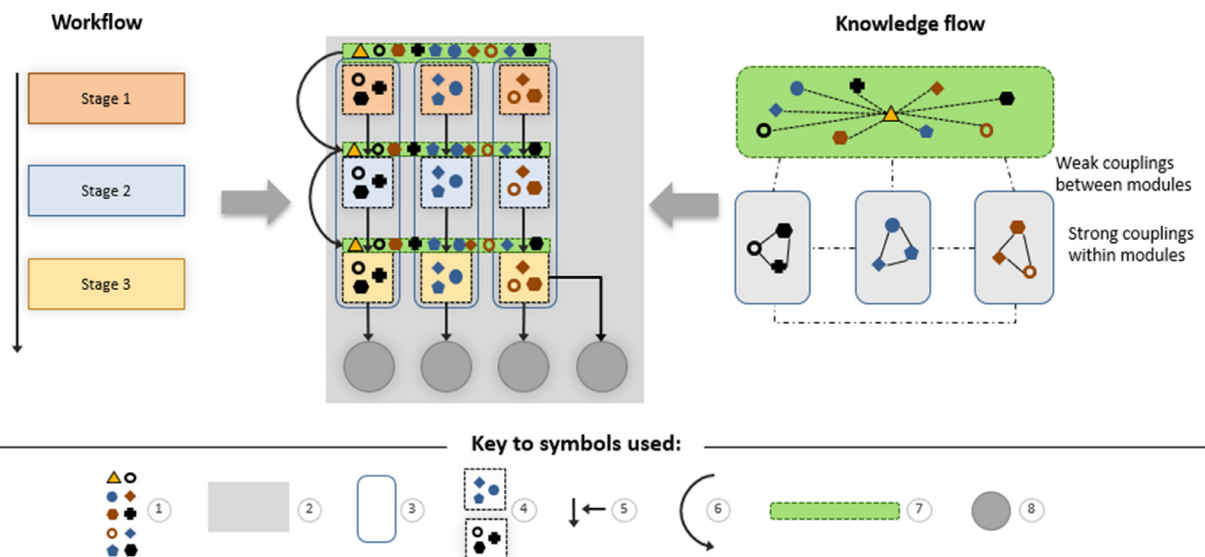 Workflow
Knowledge flow
Stage 1
Stage 2
Stage 3
Weak couplings
between modules
Strong couplings
within modules
Key to symbols used:
1
2
3
4
5
6
7
8